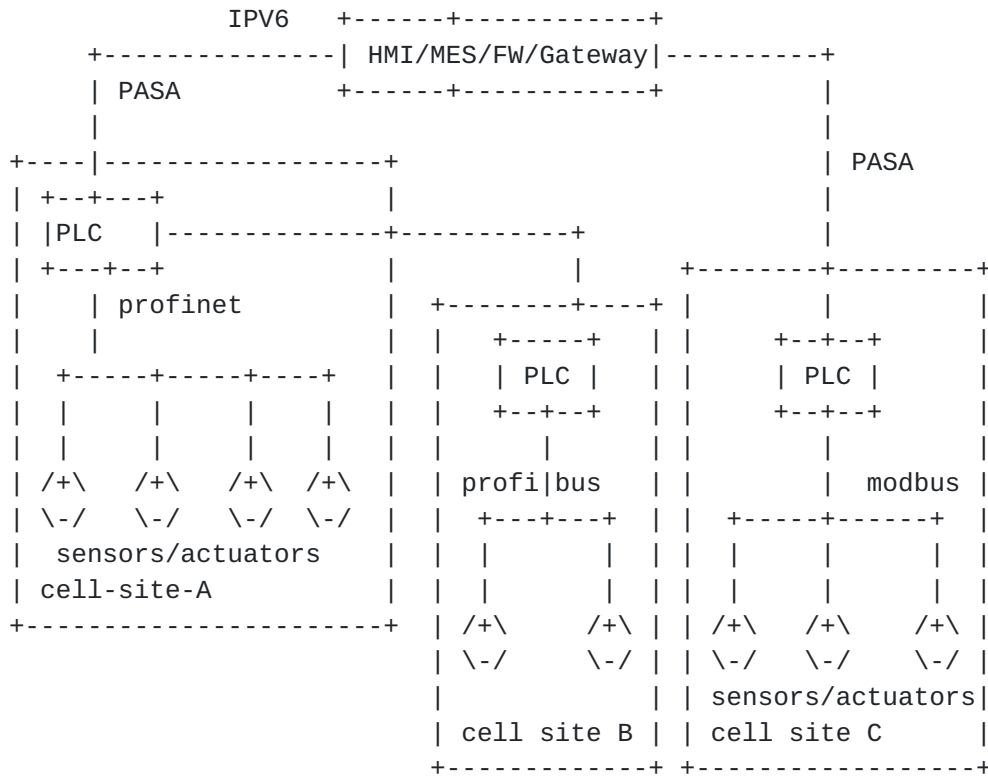 IPV6
HMI/MES/FW/Gateway
PASA
PASA
PLC
profinet
PLC PLC
profi|bus modbus
sensors/actuators
cell-site-A
sensors/actuators
cell site B cell site C